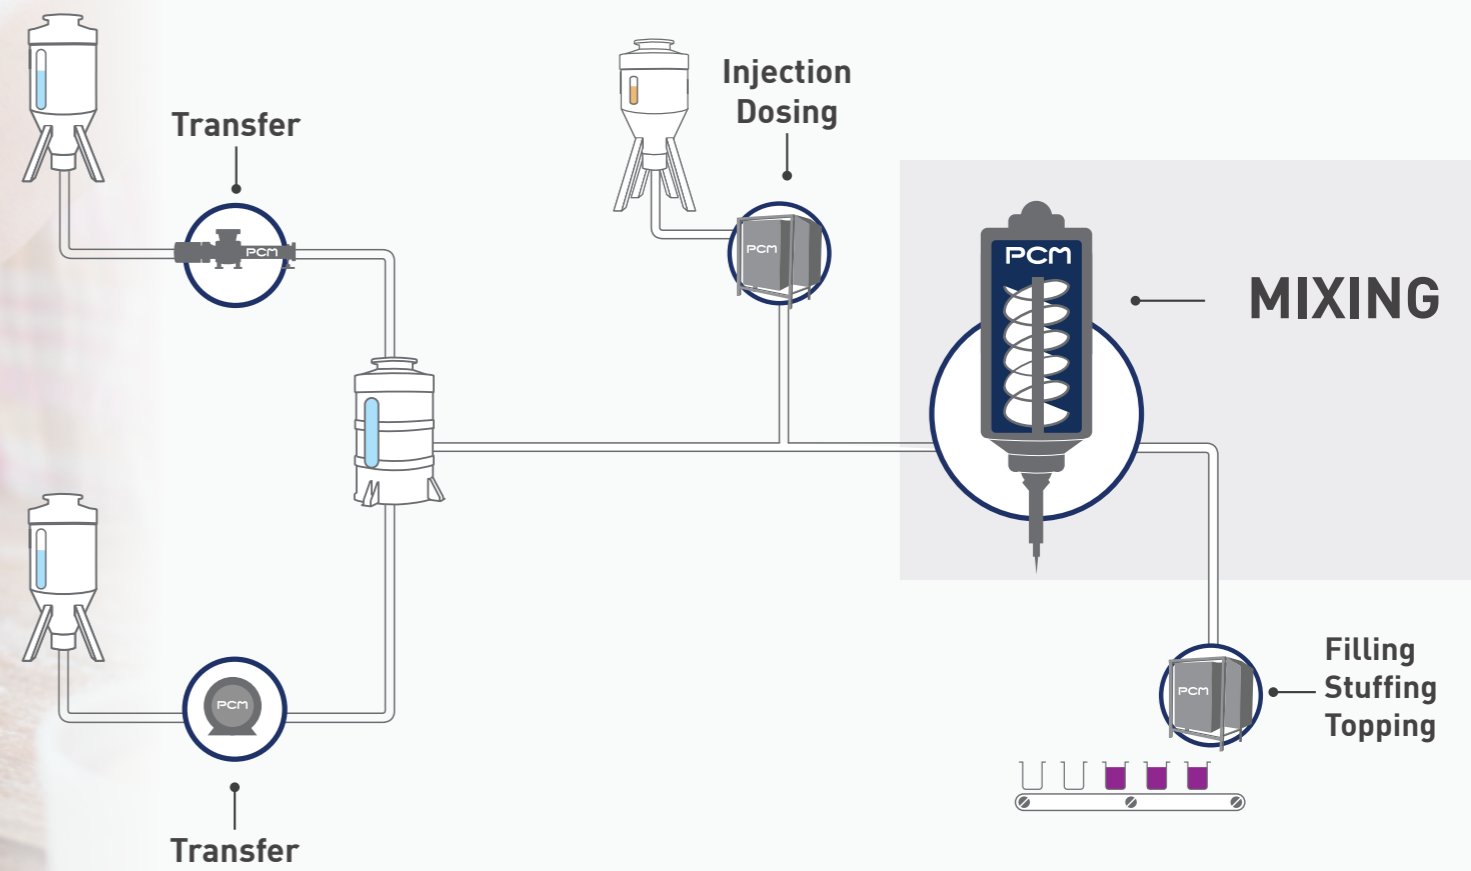 Transfer
PCM
Injection
Dosing
PCM
PCM
MIXING
PCM
Transfer
PCM
Filling
Stuffing
Topping